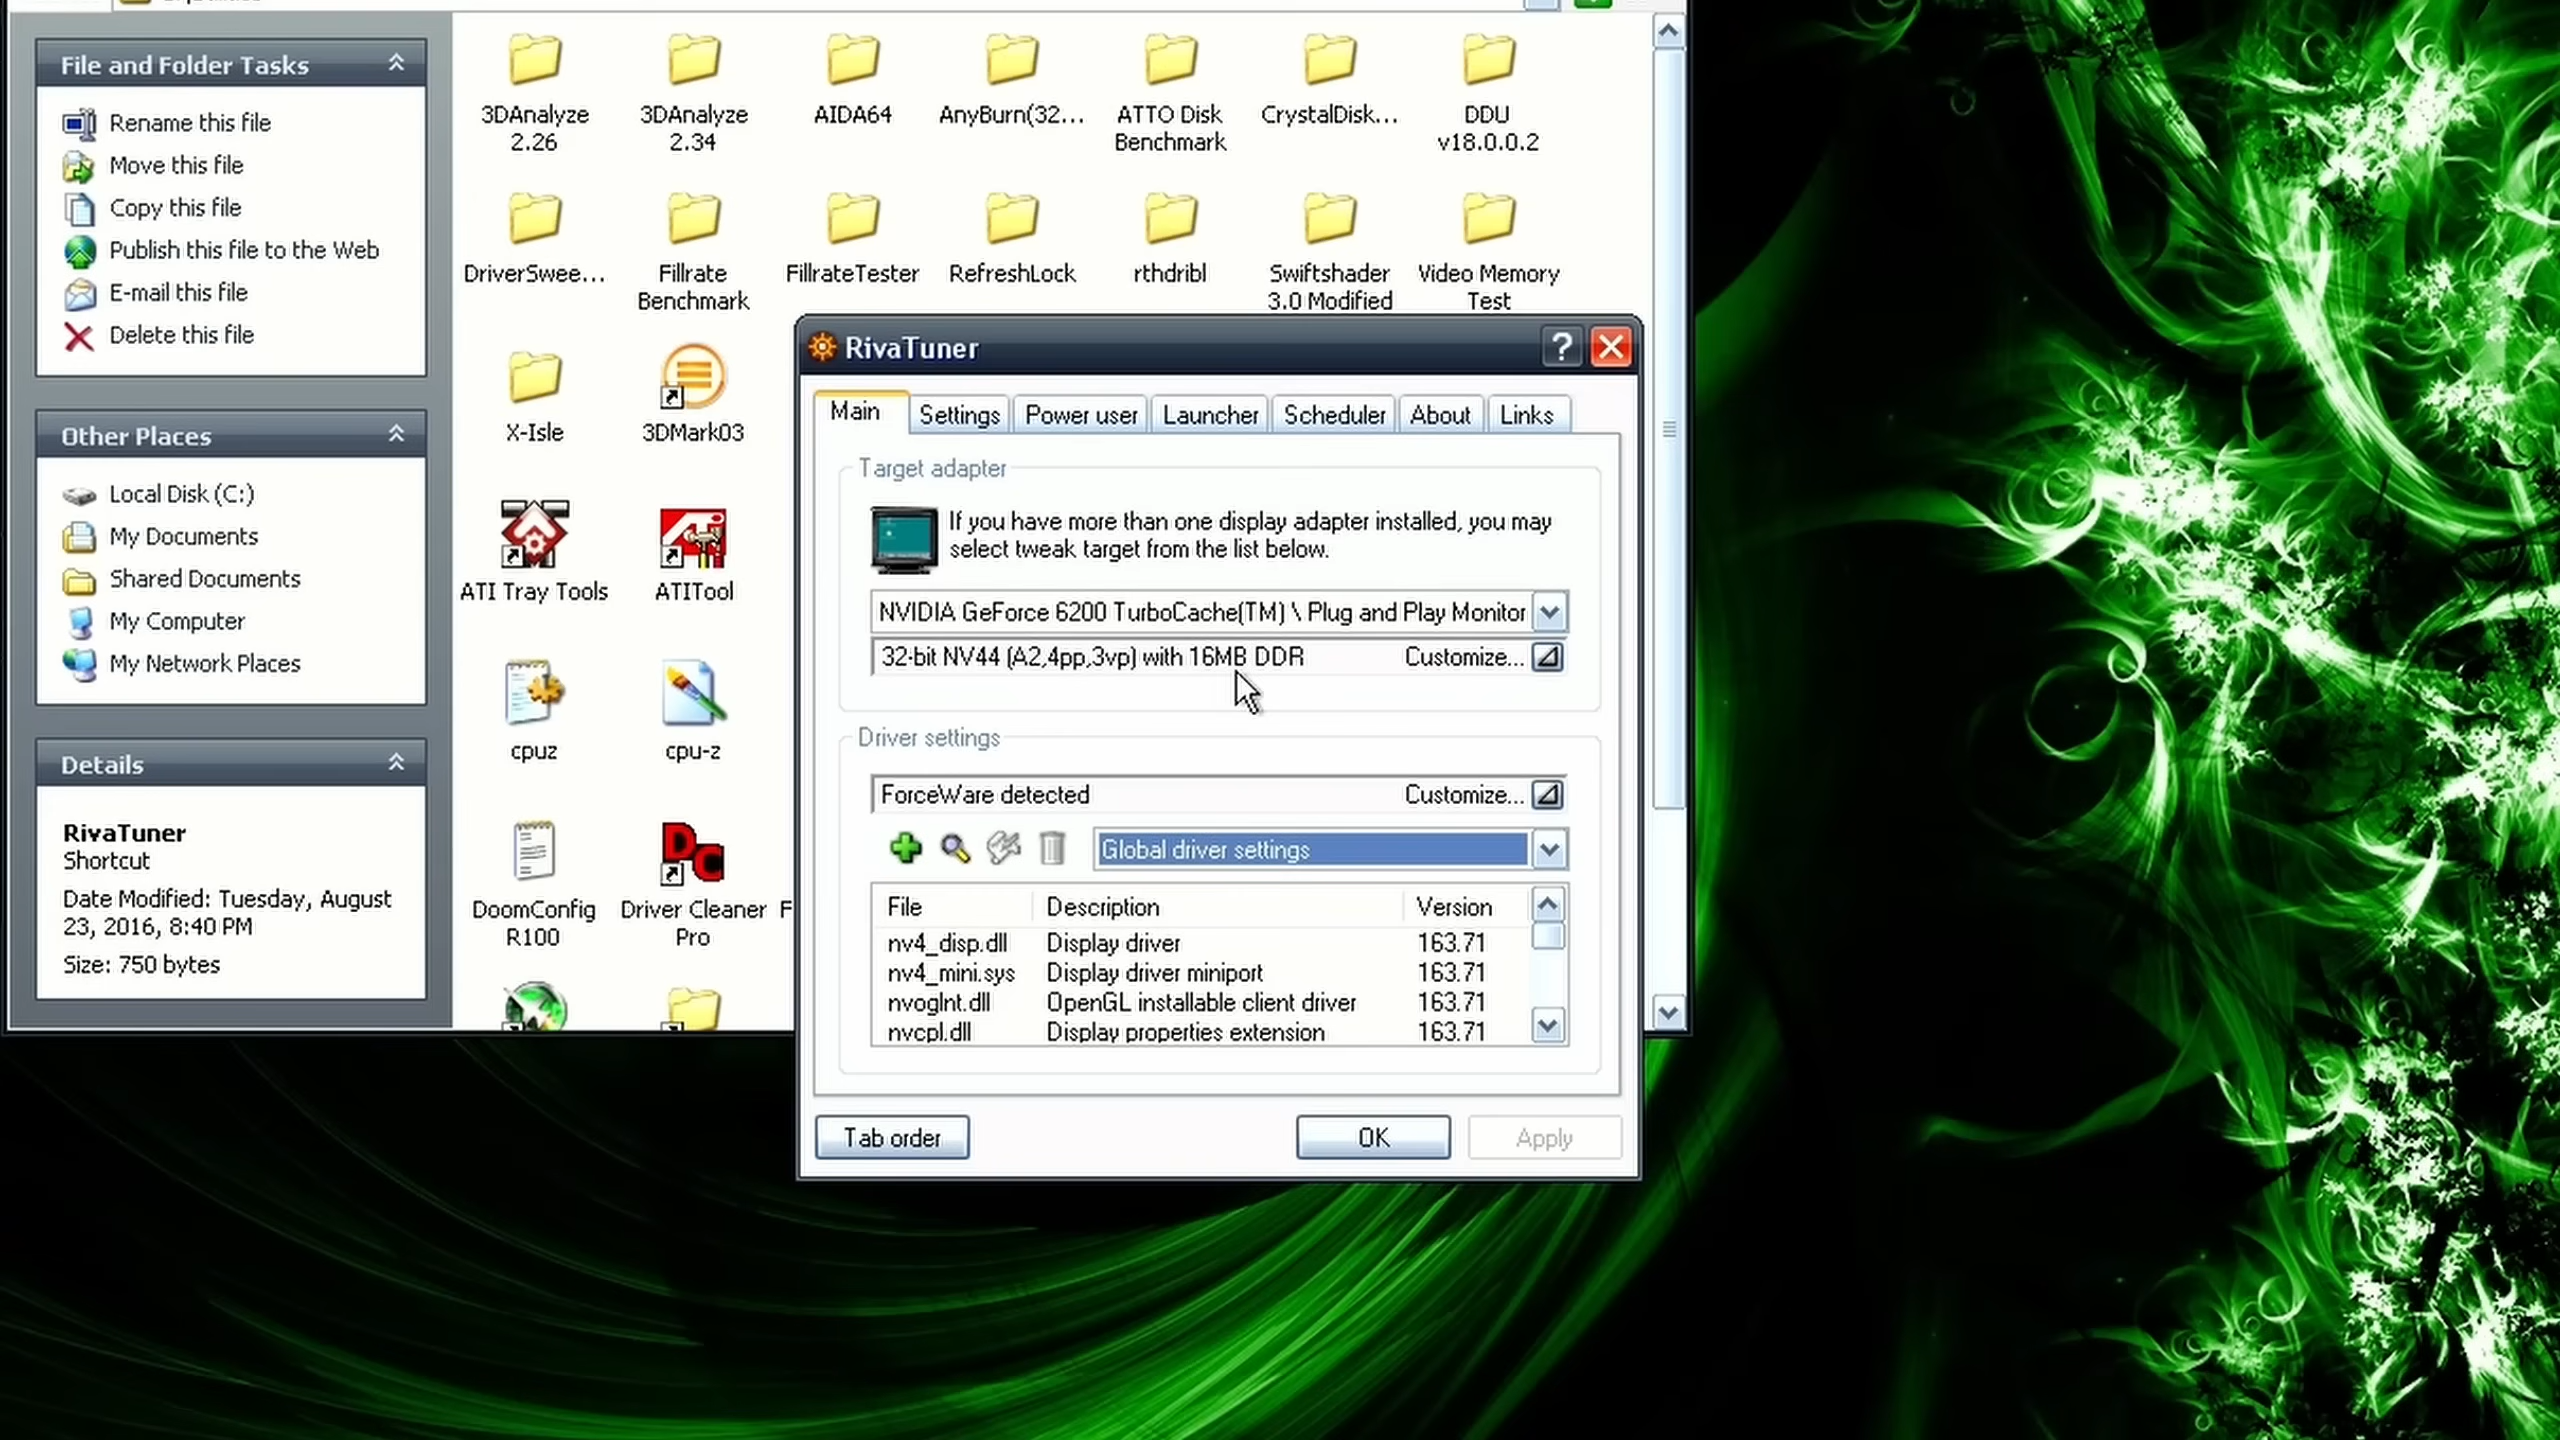 File and Folder Tasks
Rename this file
Move this file
Copy this file
Publish this file to the Web
E-mail this file
Delete this file
Other Places
Local Disk (C:)
My Documents
Shared Documents
My Computer
My Network Places
Details
RivaTuner
Shortcut
Date Modified: Tuesday, August
23, 2016, 8:40 PM
Size: 750 bytes
3DAnalyze
2.26
3DAnalyze
2.34
AIDA64
AnyBurn(32...
ATTO Disk
Benchmark
CrystalDisk...
DDU
v18.0.0.2
DriverSwee...
Fillrate
Benchmark
FillrateTester
RefreshLock
rthdribl
Swiftshader
3.0 Modified
Video Memory
Test
X-Isle
3DMark03
ATI Tray Tools
ATITool
cpuz
cpu-z
DoomConfig
R100
Driver Cleaner
Pro
F
RivaTuner
Main
Settings
Power user
Launcher
Scheduler
About
Links
Target adapter
If you have more than one display adapter installed, you may
select tweak target from the list below.
NVIDIA GeForce 6200 TurboCache(TM) \ Plug and Play Monitor
32-bit NV44 (A2,4pp,3vp) with 16MB DDR Customize...
Driver settings
ForceWare detected Customize...
Global driver settings
File Description Version
nv4_disp.dll Display driver 163.71
nv4_mini.sys Display driver miniport 163.71
nvoglnt.dll OpenGL installable client driver 163.71
nvcpl.dll Display properties extension 163.71
Tab order
OK
Apply